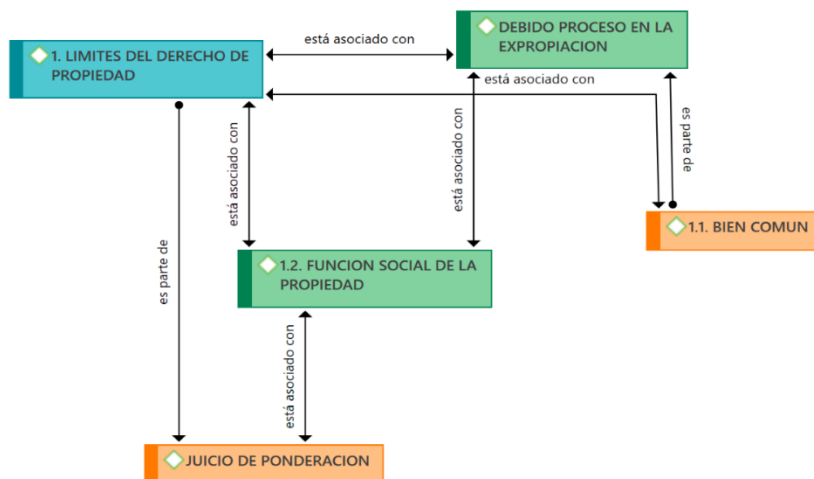 DEBIDO PROCESO EN LA
EXPROPIACION
está asociado con
1. LIMITES DEL DERECHO DE
PROPIEDAD
está asociado con
está asociado con
está asociado con
es parte de
1.1. BIEN COMUN
es parte de
1.2. FUNCION SOCIAL DE LA
PROPIEDAD
está asociado con
JUICIO DE PONDERACION